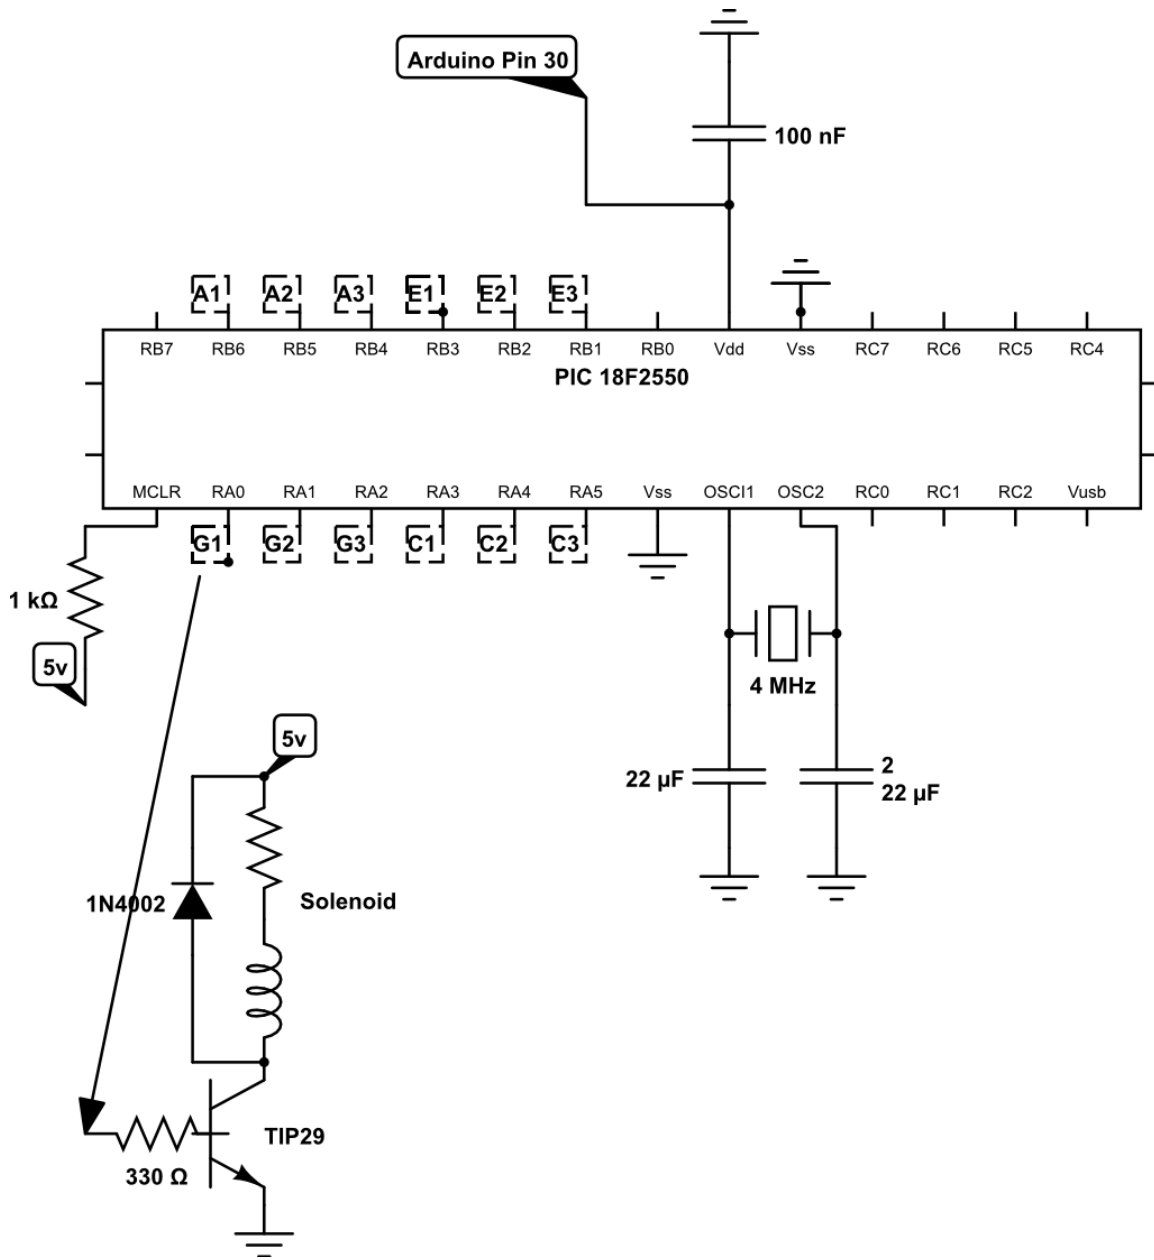 Arduino Pin 30
100 nF
A1 A2 A3 E1 E2 E3
RB7 RB6 RB5 RB4 RB3 RB2 RB1 RB0 Vdd Vss RC7 RC6 RC5 RC4
PIC 18F2550
MCLR RA0 RA1 RA2 RA3 RA4 RA5 Vss OSCI1 OSC2 RC0 RC1 RC2 Vusb
G1 G2 G3 C1 C2 C3
1 kΩ
5v
4 MHz
5v
2
22 µF
22 µF
1N4002
Solenoid
TIP29
330 Ω